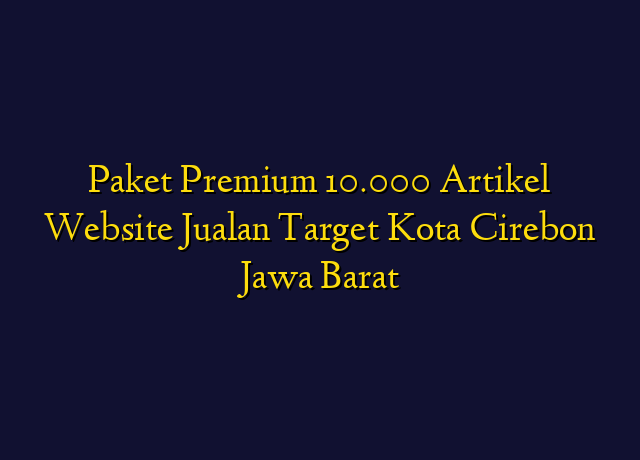 Paket Premium 10.000 Artikel
Website Jualan Target Kota Cirebon
Jawa Barat